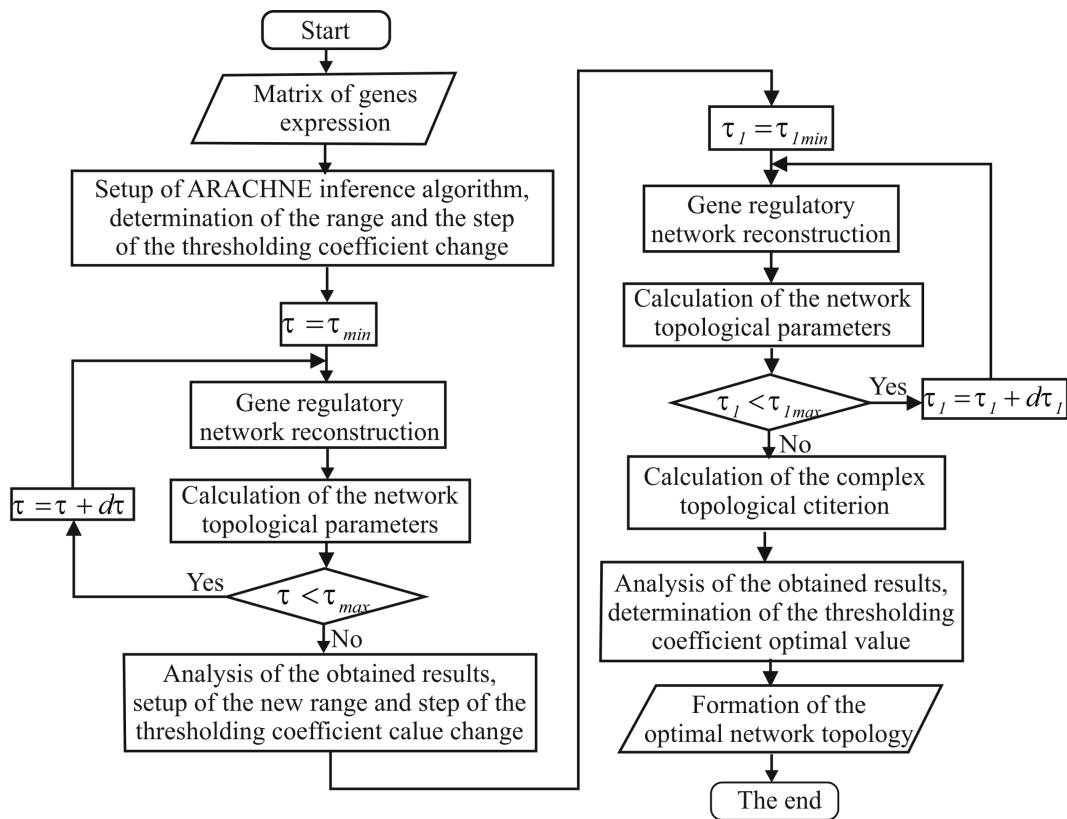 Start
Matrix of genes
expression
Setup of ARACHNE inference algorithm,
determination of the range and the step
of the thresholding coefficient change
τ = τmin
Gene regulatory
network reconstruction
τ = τ + dτ
Calculation of the network
topological parameters
Yes
τ < τmax
No
Analysis of the obtained results,
setup of the new range and step of the
thresholding coefficient calue change
τ1 = τ1min
Gene regulatory
network reconstruction
Calculation of the network
topological parameters
τ1 < τ1max
Yes
τ1 = τ1 + dτ1
No
Calculation of the complex
topological ctiterion
Analysis of the obtained results,
determination of the thresholding
coefficient optimal value
Formation of the
optimal network topology
The end